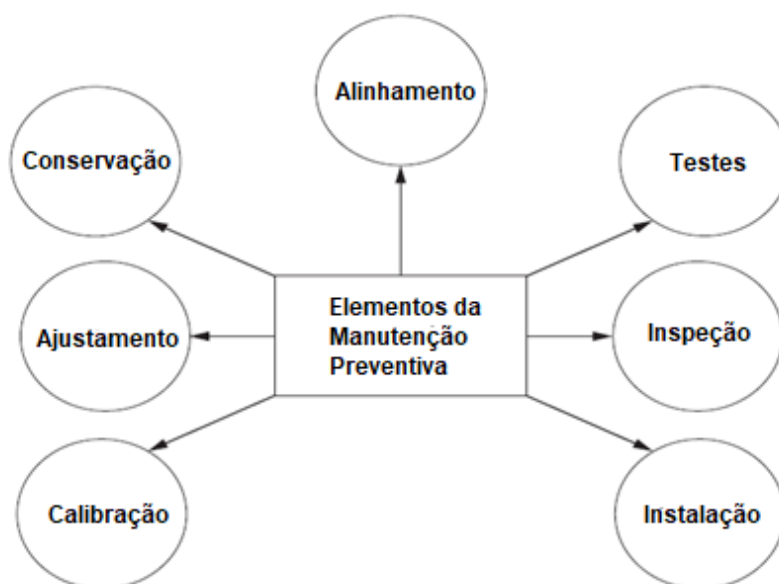 Alinhamento
Conservação
Testes
Elementos da
Manutenção
Preventiva
Ajustamento
Inspeção
Calibração
Instalação